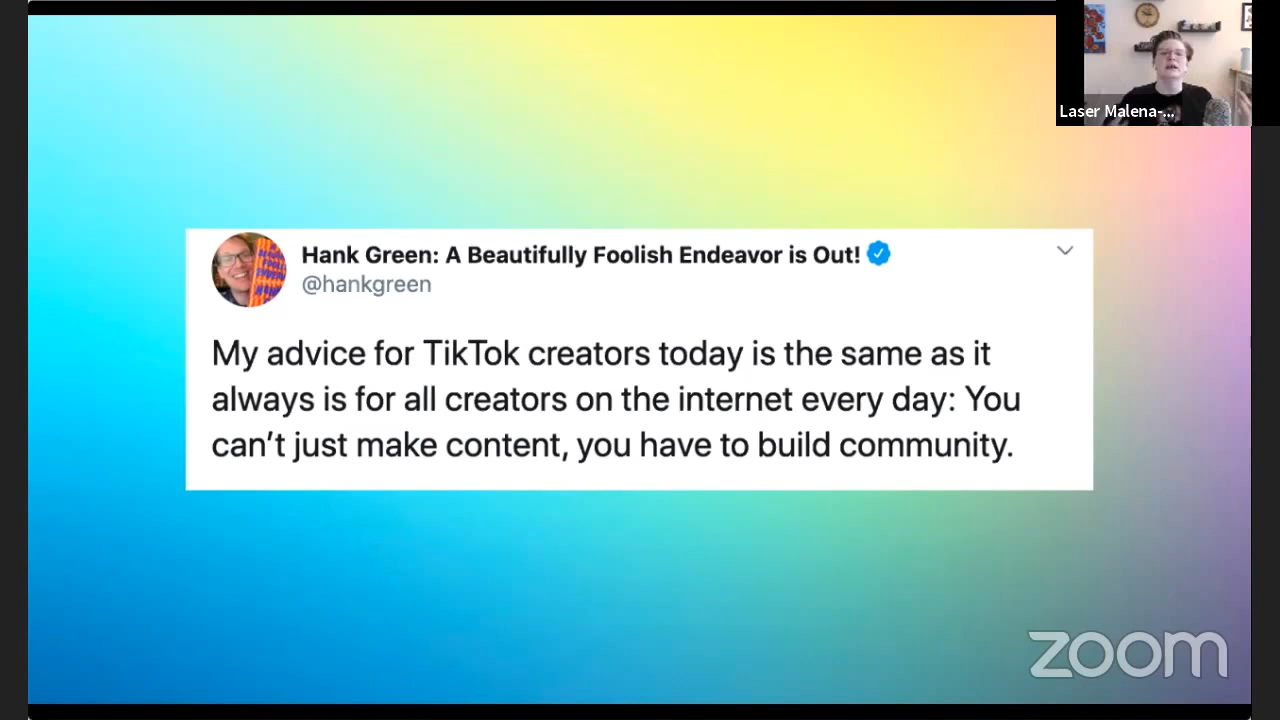 Laser Malena-...
Hank Green: A Beautifully Foolish Endeavor is Out!
@hankgreen
My advice for TikTok creators today is the same as it
always is for all creators on the internet every day: You
can’t just make content, you have to build community.
zoom